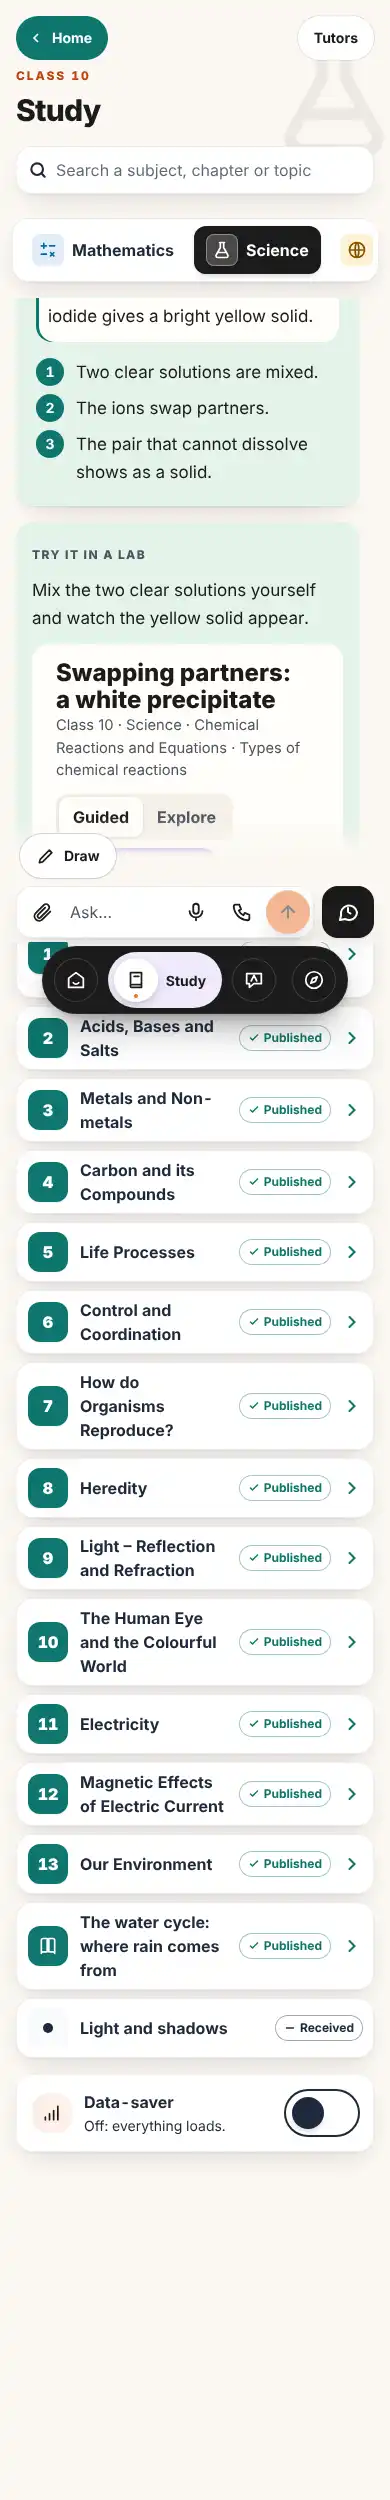 Home
Tutors
CLASS 10
Study
Search a subject, chapter or topic
Mathematics
Science
iodide gives a bright yellow solid.
1 Two clear solutions are mixed.
2 The ions swap partners.
3 The pair that cannot dissolve
shows as a solid.
TRY IT IN A LAB
Mix the two clear solutions yourself
and watch the yellow solid appear.
Swapping partners:
a white precipitate
Class 10 · Science · Chemical
Reactions and Equations · Types of
chemical reactions
Guided
Explore
Draw
Ask...
1
Study
2
Acids, Bases and
Salts
Published
3
Metals and Non-
metals
Published
4
Carbon and its
Compounds
Published
5
Life Processes
Published
6
Control and
Coordination
Published
7
How do
Organisms
Reproduce?
Published
8
Heredity
Published
9
Light – Reflection
and Refraction
Published
10
The Human Eye
and the Colourful
World
Published
11
Electricity
Published
12
Magnetic Effects
of Electric Current
Published
13
Our Environment
Published
The water cycle:
where rain comes
from
Published
Light and shadows
Received
Data-saver
Off: everything loads.